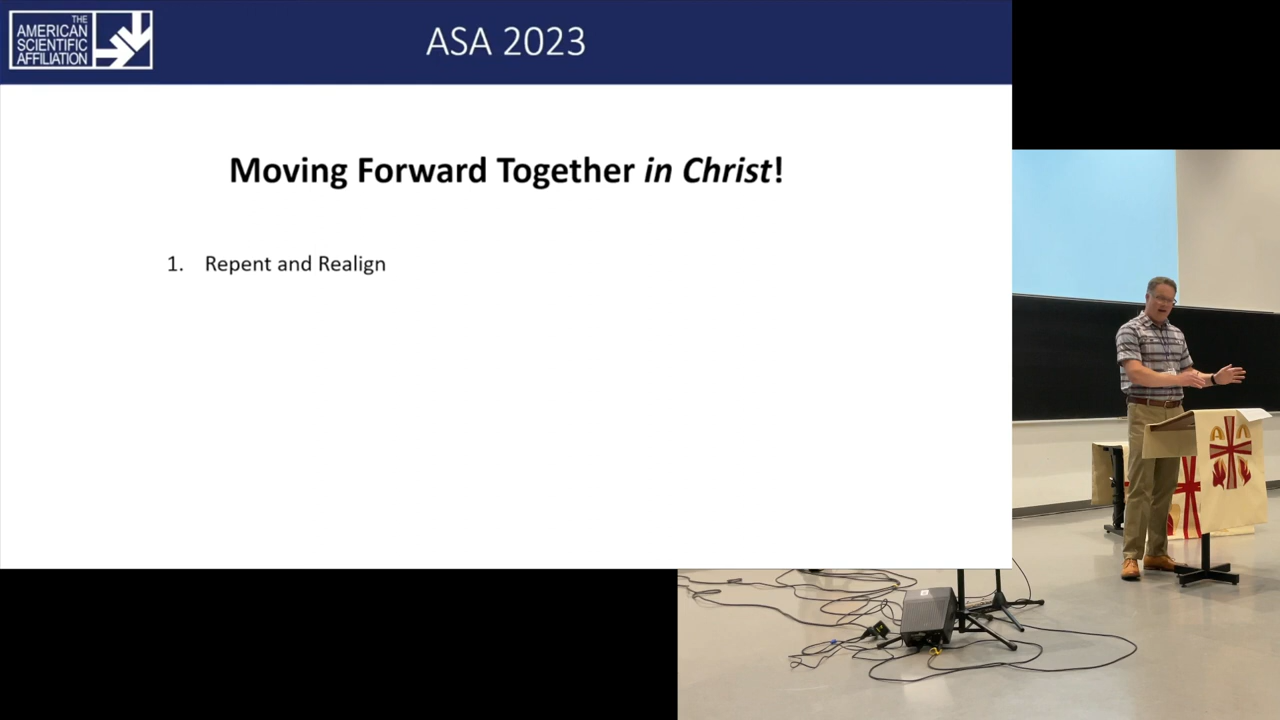 THE
AMERICAN
SCIENTIFIC
AFFILIATION
ASA 2023
Moving Forward Together in Christ!
1. Repent and Realign